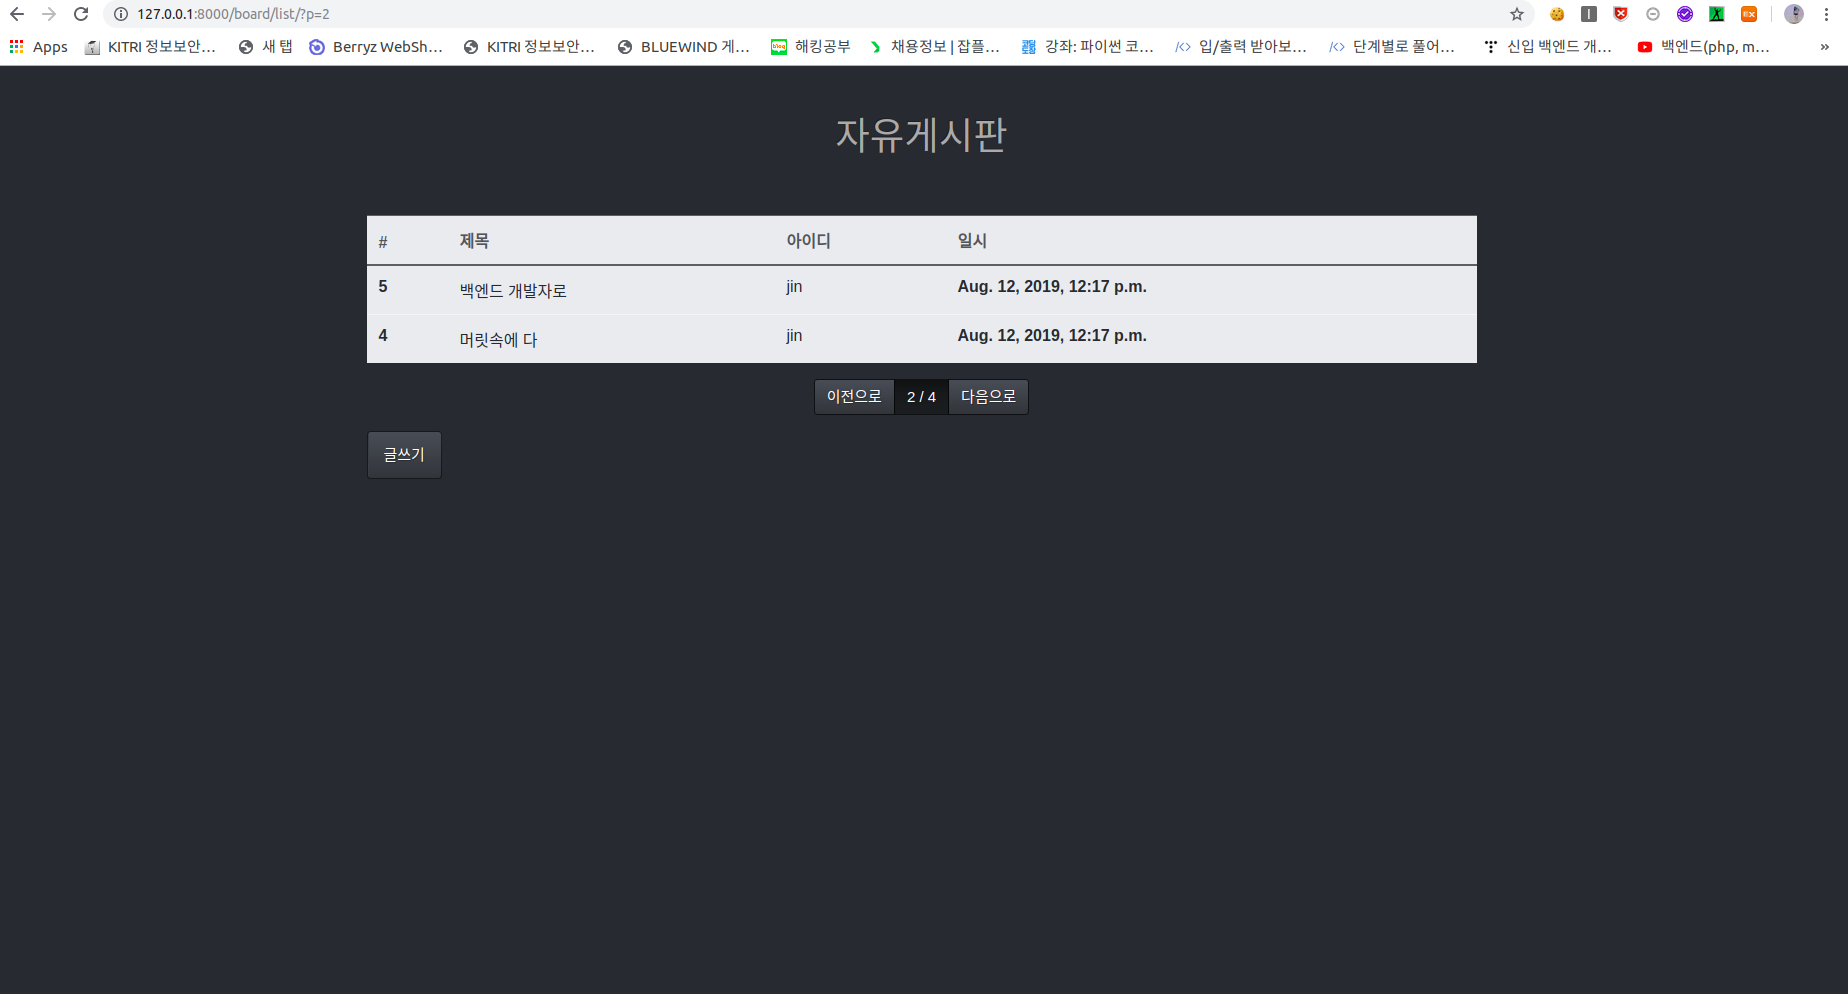 127.0.0.1:8000/board/list/?p=2
Apps KITRI 정보보안... 새 탭 Berryz WebSh... KITRI 정보보안... BLUEWIND 게... blog 해킹공부 채용정보 | 잡플... 강좌: 파이썬 코... 입/출력 받아보... 단계별로 풀어... 신입 백엔드 개... 백엔드(php, m... »
자유게시판
# 제목 아이디 일시
5 백엔드 개발자로 jin Aug. 12, 2019, 12:17 p.m.
4 머릿속에 다 jin Aug. 12, 2019, 12:17 p.m.
이전으로 2 / 4 다음으로
글쓰기